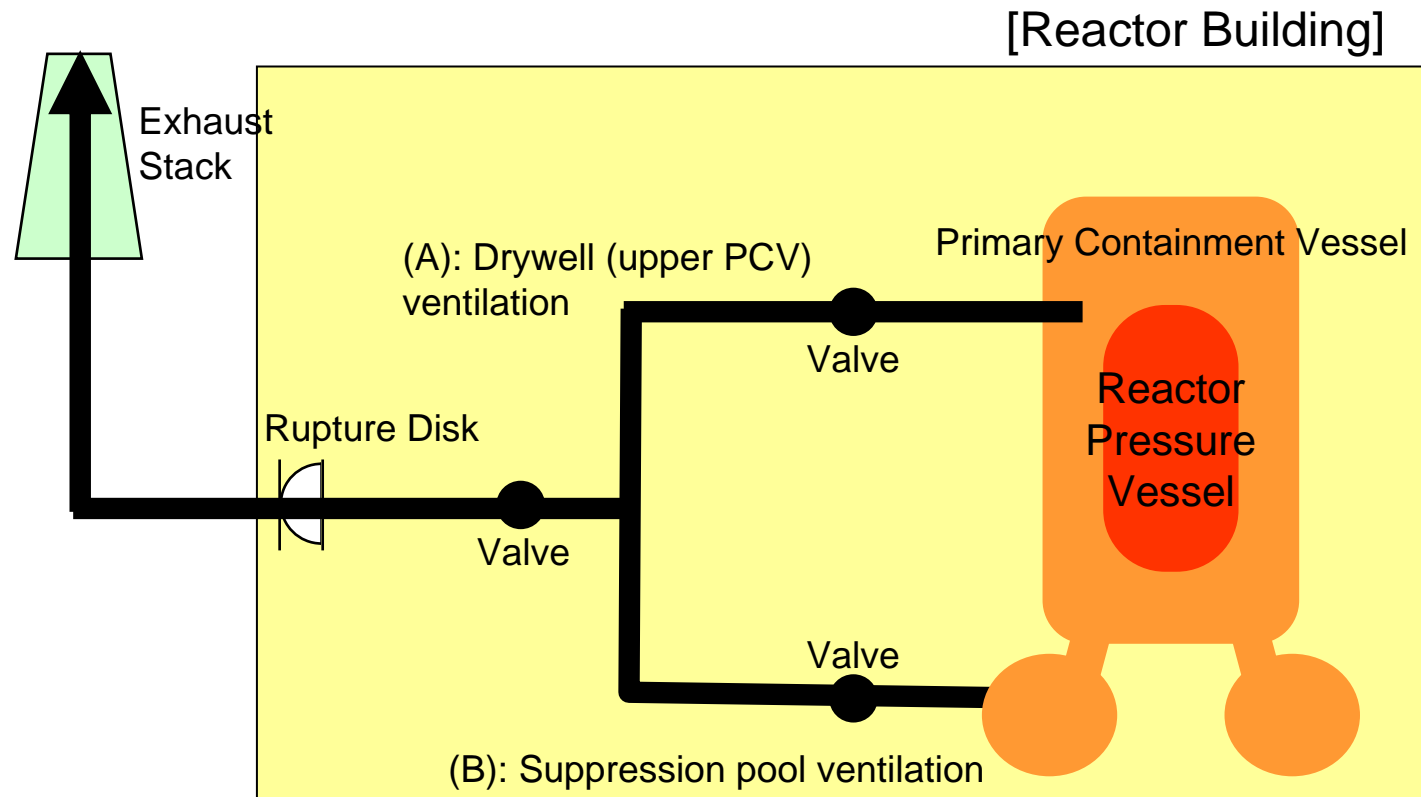 [Reactor Building]
Exhaust
Stack
(A): Drywell (upper PCV)
ventilation
Primary Containment Vessel
Valve
Reactor
Pressure
Vessel
Rupture Disk
Valve
Valve
(B): Suppression pool ventilation